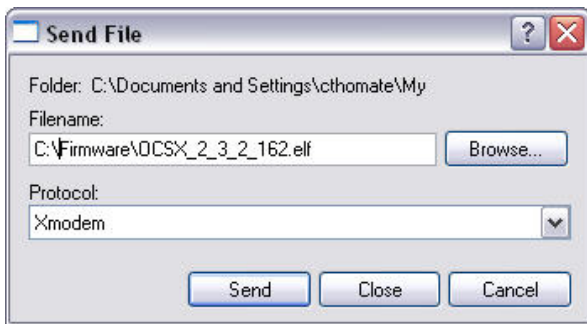 Send File
Folder: C:\Documents and Settings\cthomate\My
Filename:
C:\Firmware\OCSX_2_3_2_162.elf
Browse...
Protocol:
Xmodem
Send Close Cancel